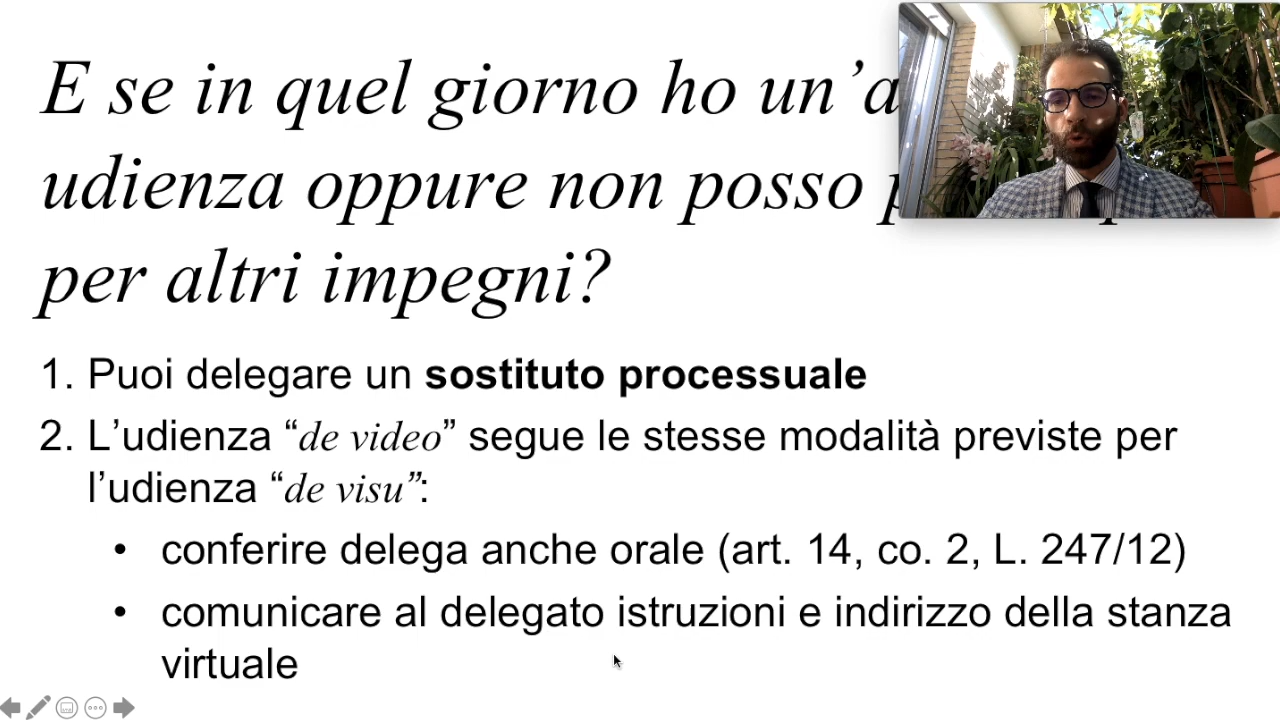 E se in quel giorno ho un’a
udienza oppure non posso
per altri impegni?
1. Puoi delegare un sostituto processuale
2. L’udienza “de video” segue le stesse modalità previste per
l’udienza “de visu”:
• conferire delega anche orale (art. 14, co. 2, L. 247/12)
• comunicare al delegato istruzioni e indirizzo della stanza
virtuale